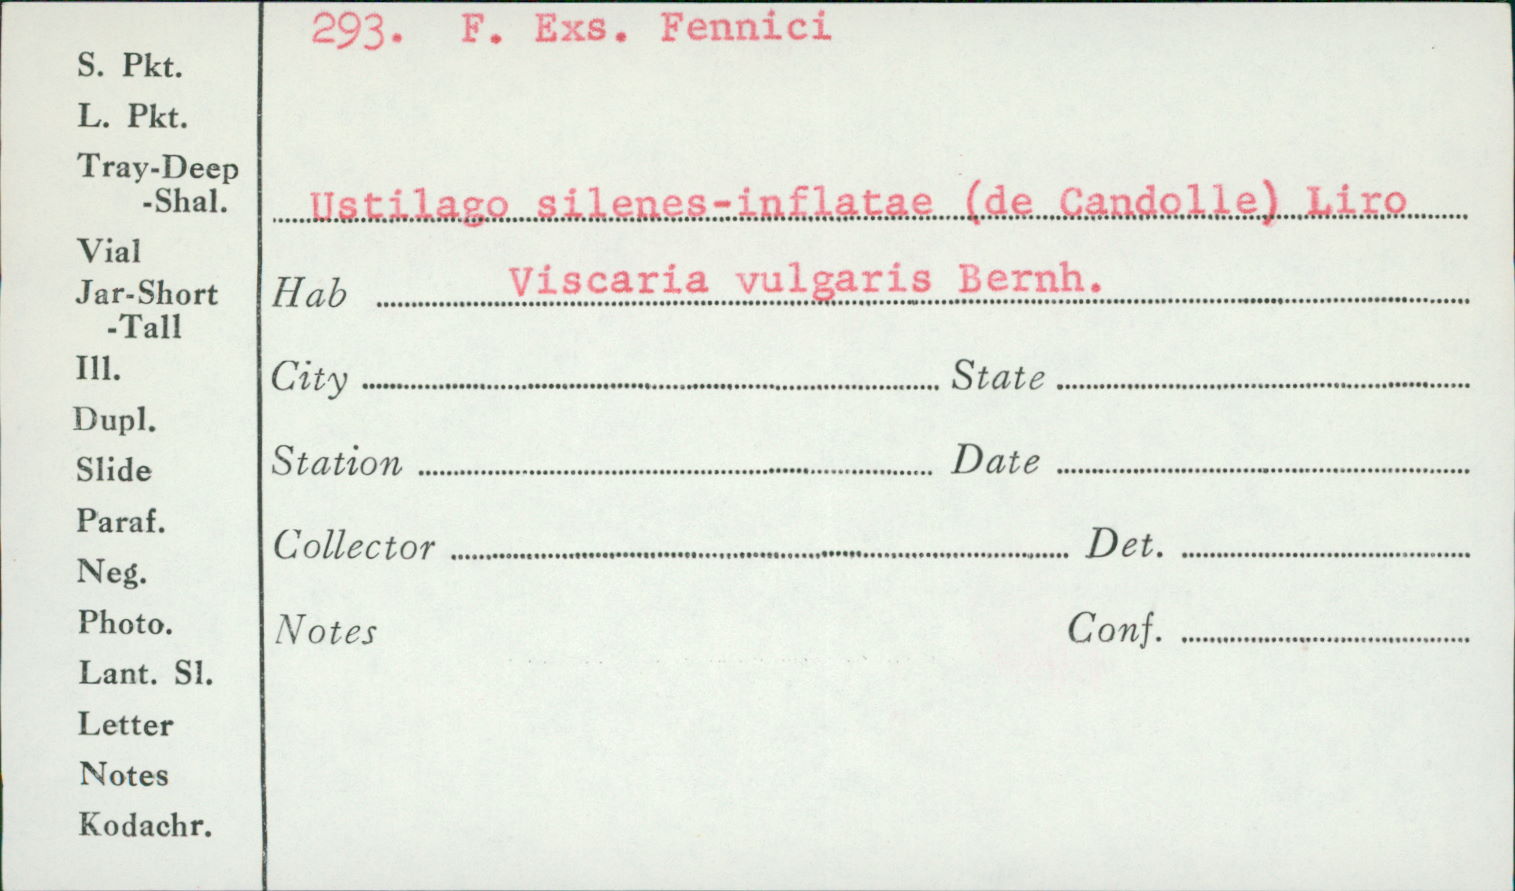 293. F. Exs. Fennici
S. Pkt.
L. Pkt.
Tray-Deep
-Shal.
Ustilago silenes-inflatae (de Candolle) Liro
Vial
Jar-Short
-Tall
Hab Viscaria vulgaris Bernh.
Ill.
City State
Dupl.
Slide
Station Date
Paraf.
Collector Det.
Neg.
Photo.
Notes Conf.
Lant. Sl.
Letter
Notes
Kodachr.